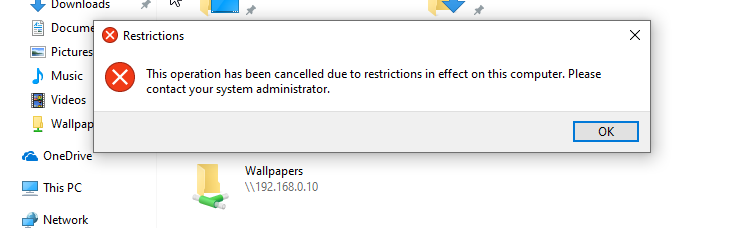 Downloads
Restrictions
Docume
Pictures
This operation has been cancelled due to restrictions in effect on this computer. Please
contact your system administrator.
Music
Videos
Wallpap
OK
OneDrive
Wallpapers
\\192.168.0.10
This PC
Network